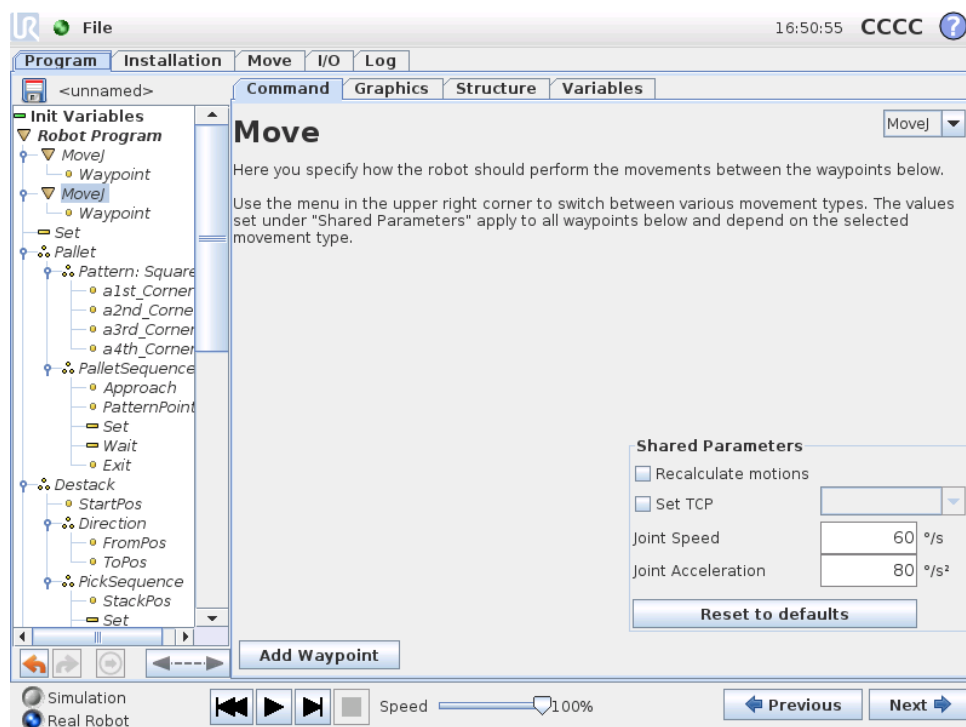 UR File 16:50:55 CCCC ?
Program Installation Move I/O Log
<unnamed> Command Graphics Structure Variables
Init Variables
Robot Program
MoveJ
Waypoint
MoveJ
Waypoint
Set
Pallet
Pattern: Square
a1st_Corner
a2nd_Corne
a3rd_Corner
a4th_Corner
PalletSequence
Approach
PatternPoint
Set
Wait
Exit
Destack
StartPos
Direction
FromPos
ToPos
PickSequence
StackPos
Set
Move MoveJ
Here you specify how the robot should perform the movements between the waypoints below.
Use the menu in the upper right corner to switch between various movement types. The values
set under "Shared Parameters" apply to all waypoints below and depend on the selected
movement type.
Shared Parameters
Recalculate motions
Set TCP
Joint Speed 60 °/s
Joint Acceleration 80 °/s²
Reset to defaults
Add Waypoint
Simulation
Real Robot
Speed 100%
Previous Next